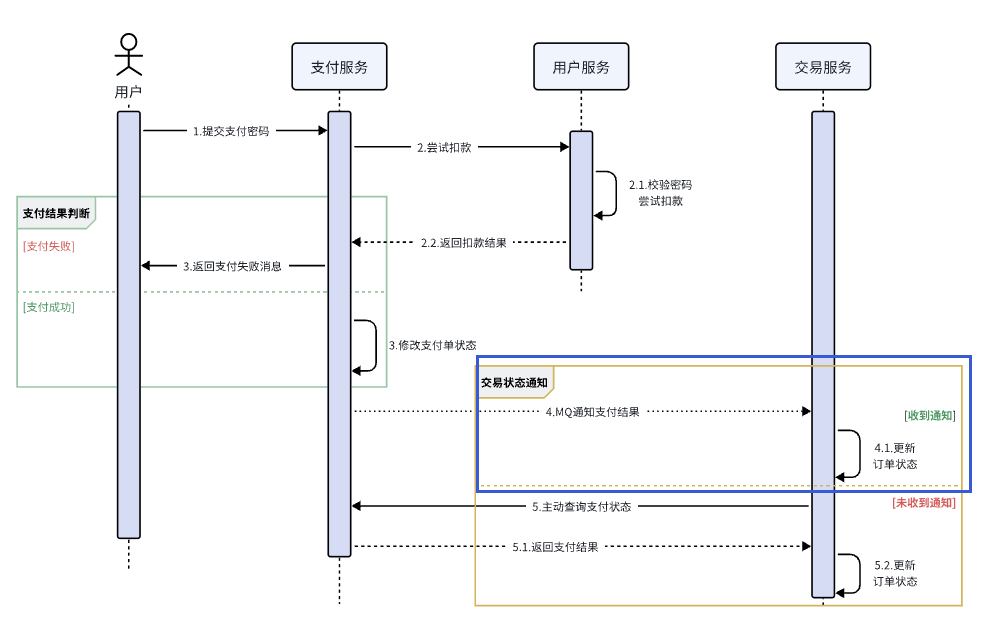 用户
支付服务
用户服务
交易服务
1.提交支付密码
2.尝试扣款
2.1.校验密码
尝试扣款
支付结果判断
[支付失败]
2.2.返回扣款结果
3.返回支付失败消息
[支付成功]
3.修改支付单状态
交易状态通知
4.MQ通知支付结果
[收到通知]
4.1.更新
订单状态
[未收到通知]
5.主动查询支付状态
5.1.返回支付结果
5.2.更新
订单状态